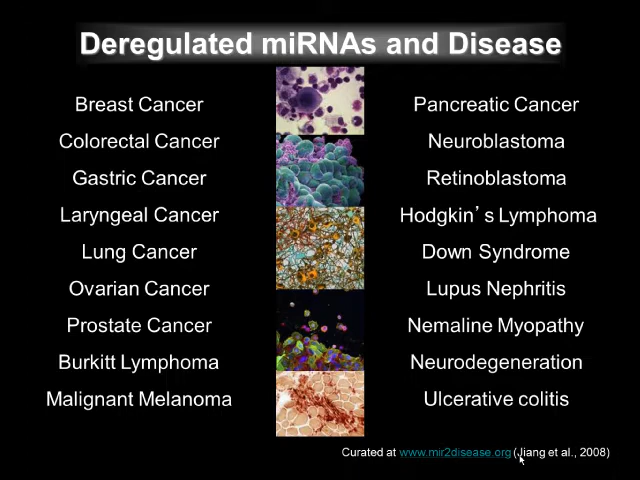 Deregulated miRNAs and Disease
Breast Cancer
Colorectal Cancer
Gastric Cancer
Laryngeal Cancer
Lung Cancer
Ovarian Cancer
Prostate Cancer
Burkitt Lymphoma
Malignant Melanoma
Pancreatic Cancer
Neuroblastoma
Retinoblastoma
Hodgkin’s Lymphoma
Down Syndrome
Lupus Nephritis
Nemaline Myopathy
Neurodegeneration
Ulcerative colitis
Curated at www.mir2disease.org (Jiang et al., 2008)